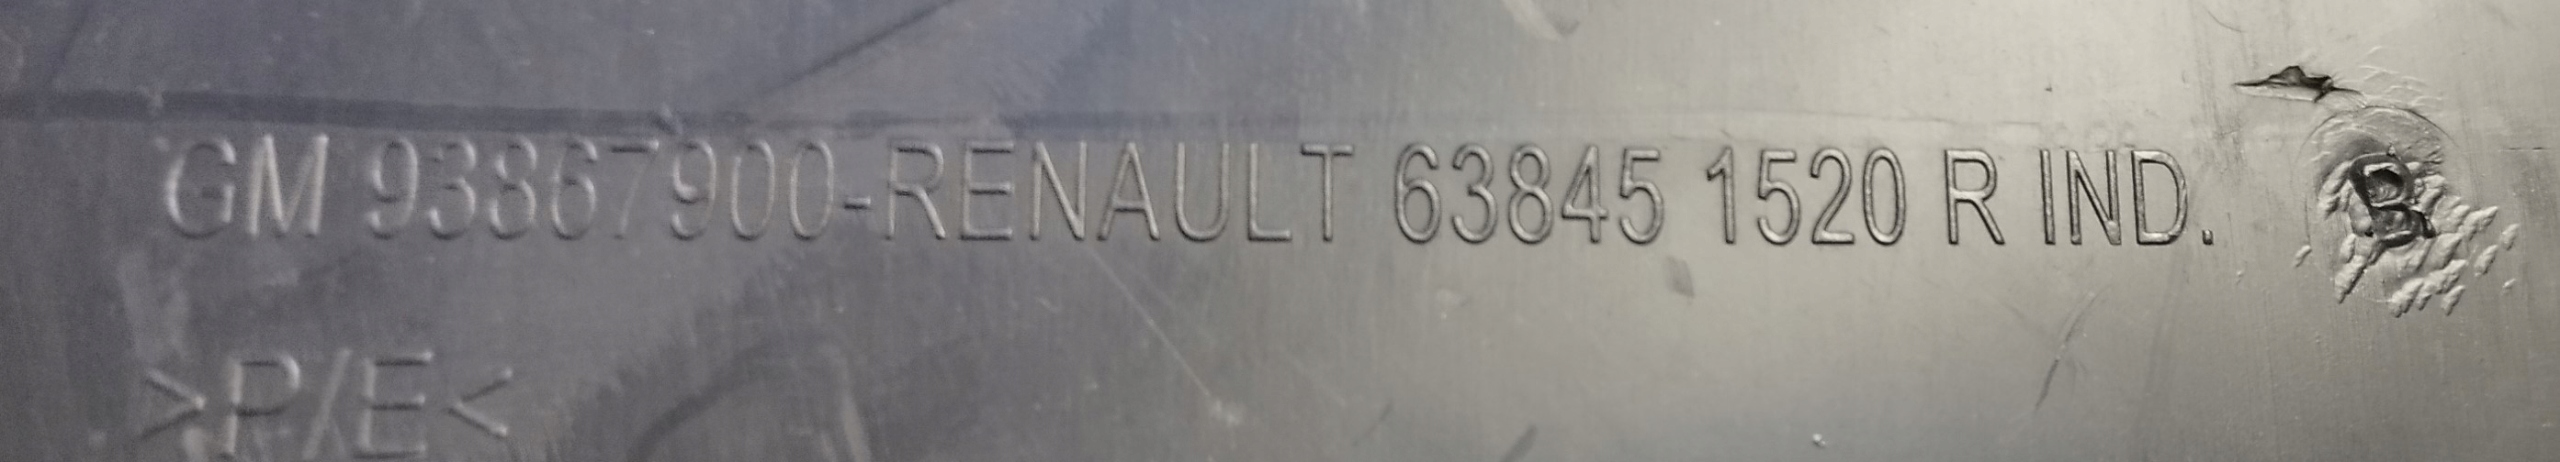 GM 93867900-RENAULT 63845 1520 R IND. B
>P/E<